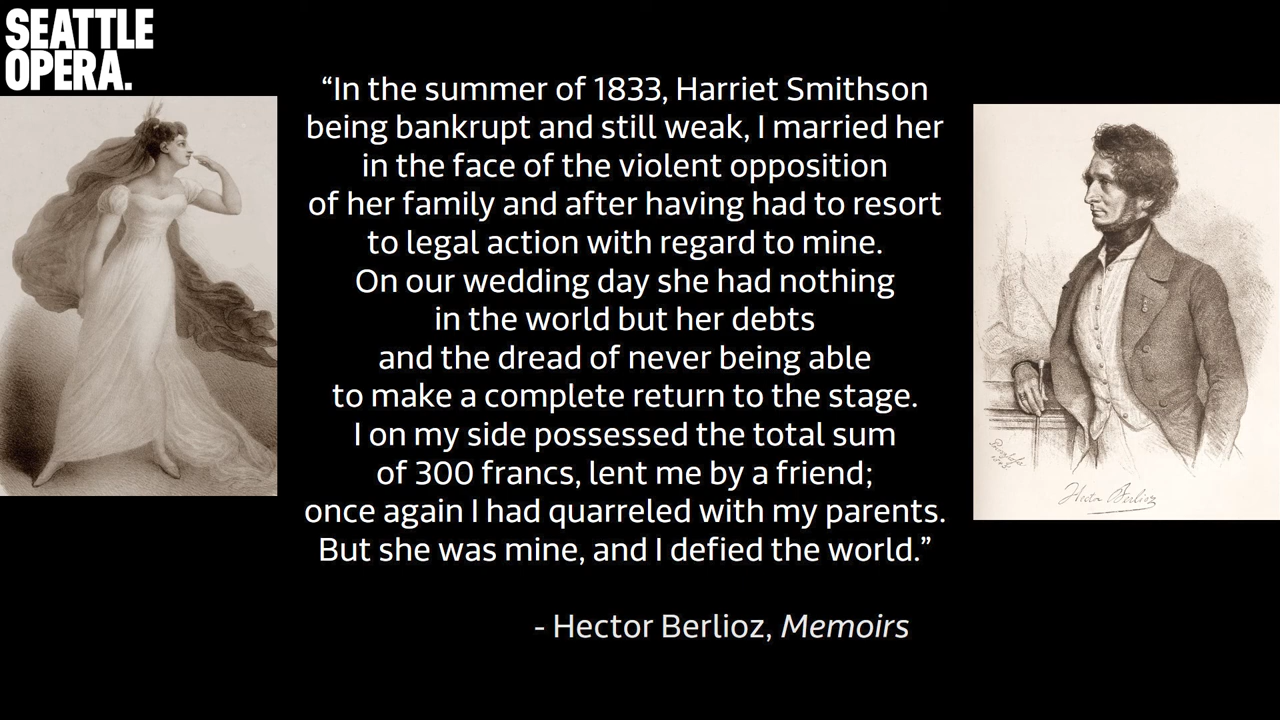 SEATTLE
OPERA.
“In the summer of 1833, Harriet Smithson
being bankrupt and still weak, I married her
in the face of the violent opposition
of her family and after having had to resort
to legal action with regard to mine.
On our wedding day she had nothing
in the world but her debts
and the dread of never being able
to make a complete return to the stage.
I on my side possessed the total sum
of 300 francs, lent me by a friend;
once again I had quarreled with my parents.
But she was mine, and I defied the world.”
- Hector Berlioz, Memoirs
Hector Berlioz